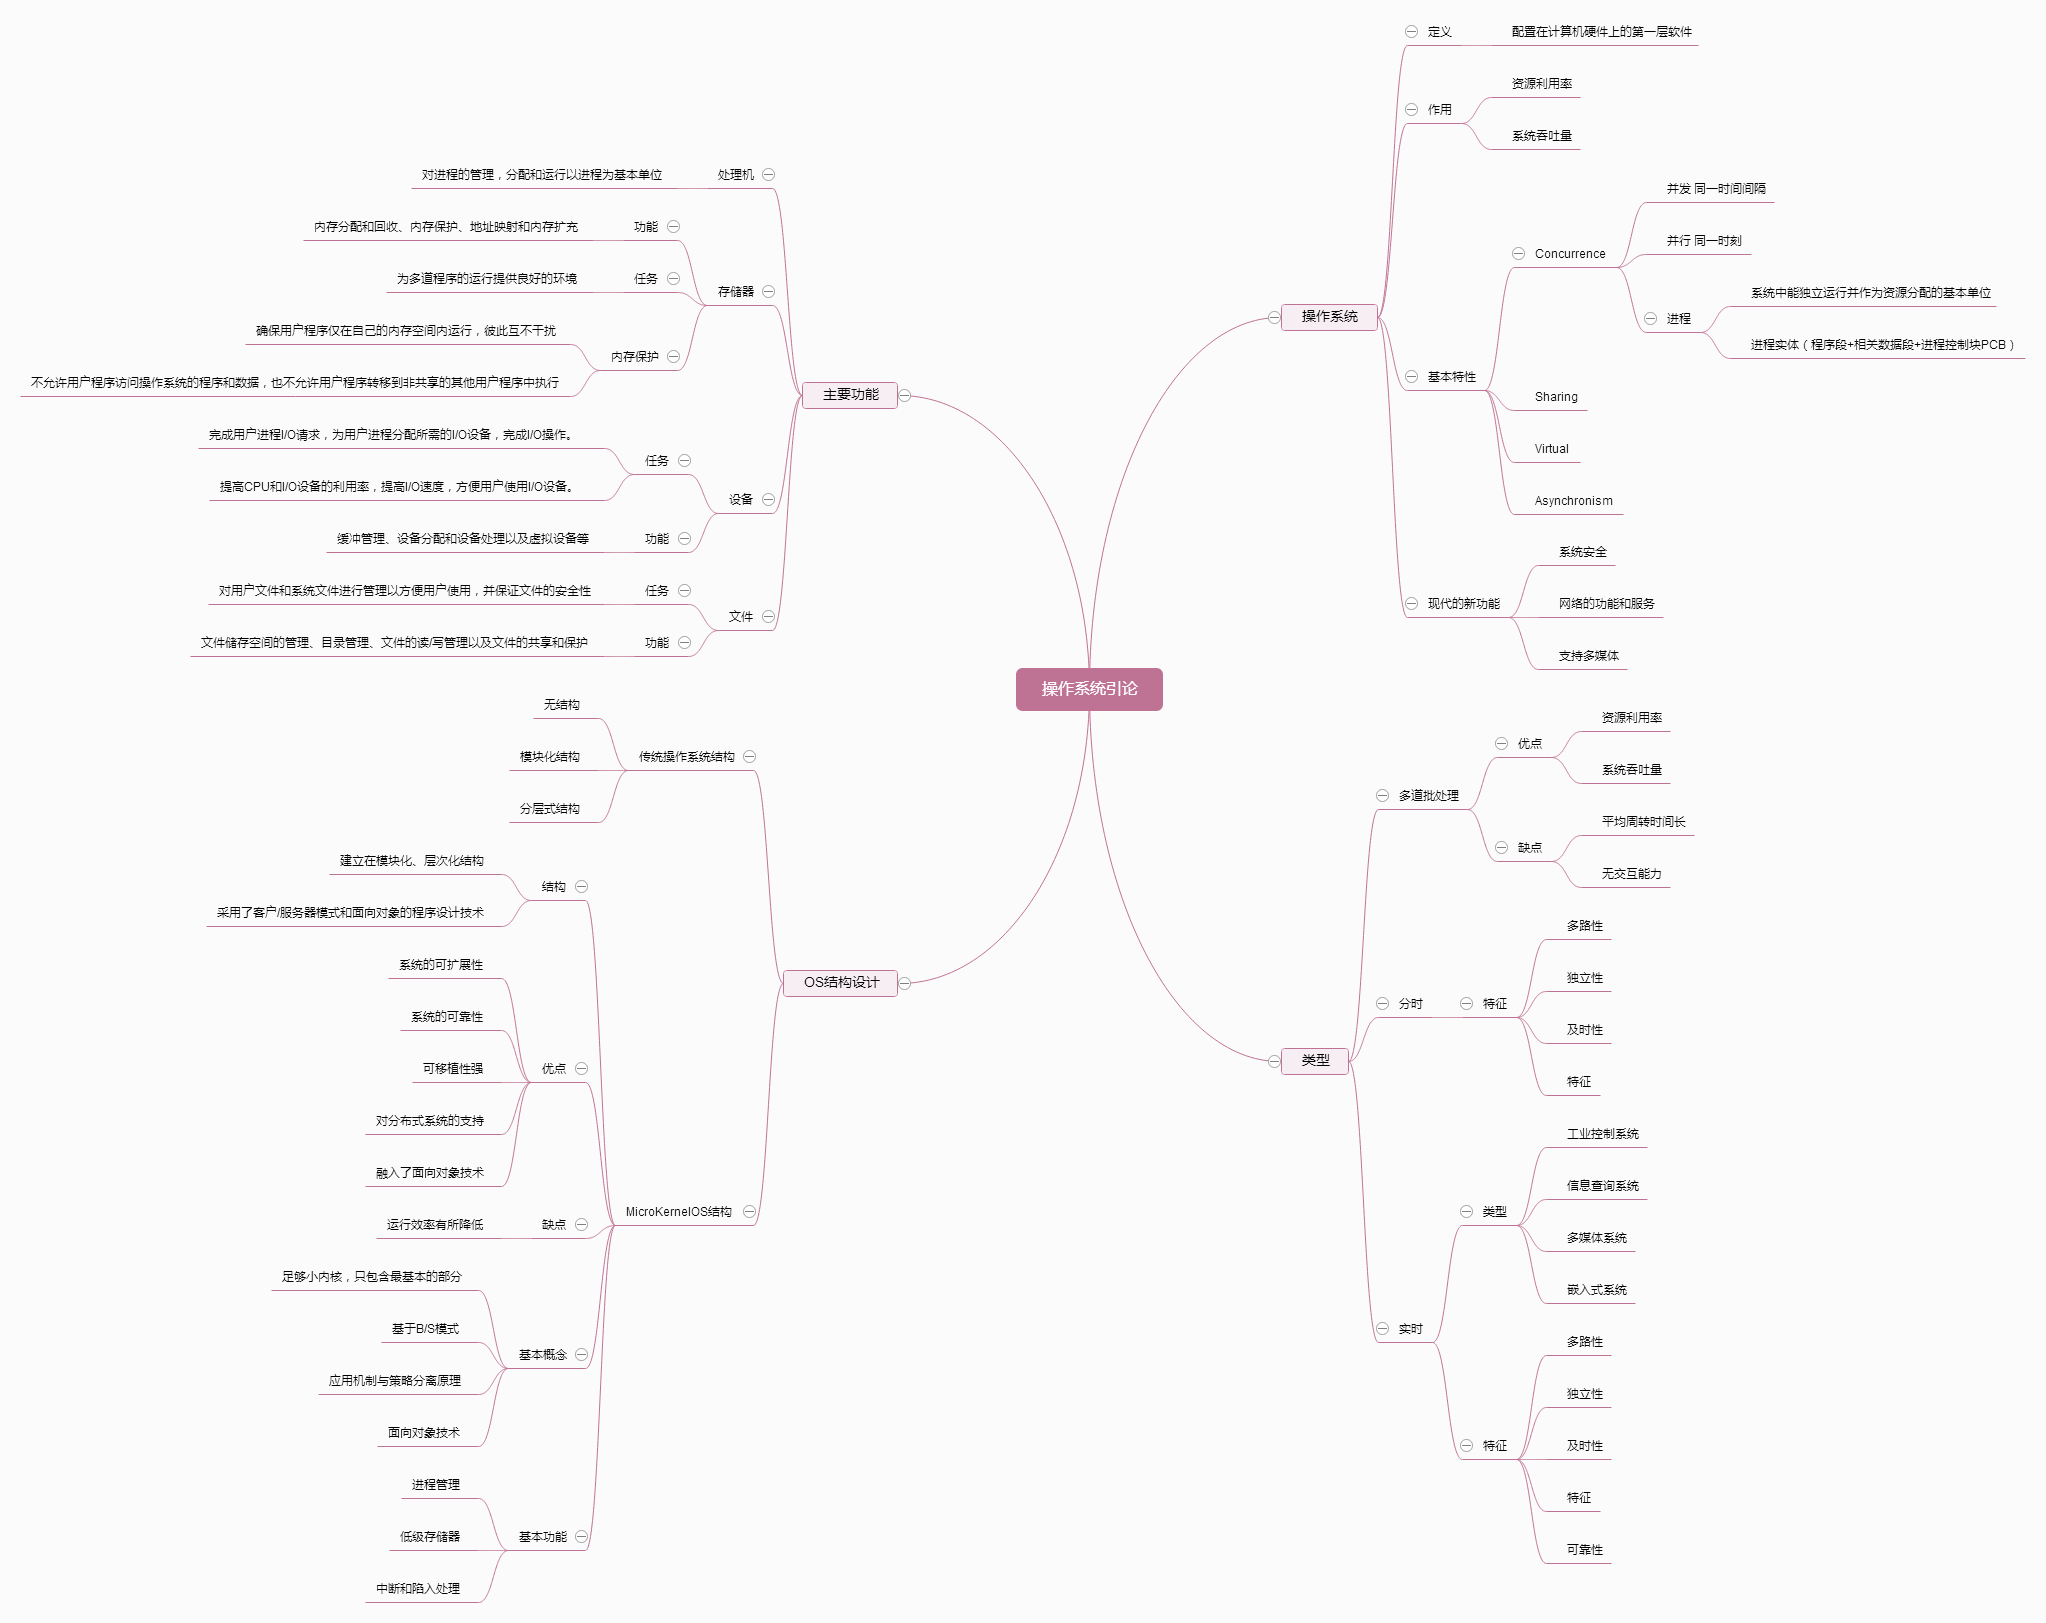 操作系统引论
操作系统
定义
配置在计算机硬件上的第一层软件
作用
资源利用率
系统吞吐量
基本特性
Concurrence
并发 同一时间间隔
并行 同一时刻
进程
系统中能独立运行并作为资源分配的基本单位
进程实体（程序段+相关数据段+进程控制块PCB）
Sharing
Virtual
Asynchronism
现代的新功能
系统安全
网络的功能和服务
支持多媒体
类型
多道批处理
优点
资源利用率
系统吞吐量
缺点
平均周转时间长
无交互能力
分时
特征
多路性
独立性
及时性
特征
实时
类型
工业控制系统
信息查询系统
多媒体系统
嵌入式系统
特征
多路性
独立性
及时性
特征
可靠性
主要功能
处理机
对进程的管理，分配和运行以进程为基本单位
存储器
功能
内存分配和回收、内存保护、地址映射和内存扩充
任务
为多道程序的运行提供良好的环境
内存保护
确保用户程序仅在自己的内存空间内运行，彼此互不干扰
不允许用户程序访问操作系统的程序和数据，也不允许用户程序转移到非共享的其他用户程序中执行
设备
任务
完成用户进程I/O请求，为用户进程分配所需的I/O设备，完成I/O操作。
提高CPU和I/O设备的利用率，提高I/O速度，方便用户使用I/O设备。
功能
缓冲管理、设备分配和设备处理以及虚拟设备等
文件
任务
对用户文件和系统文件进行管理以方便用户使用，并保证文件的安全性
功能
文件储存空间的管理、目录管理、文件的读/写管理以及文件的共享和保护
OS结构设计
传统操作系统结构
无结构
模块化结构
分层式结构
MicroKernelOS结构
结构
建立在模块化、层次化结构
采用了客户/服务器模式和面向对象的程序设计技术
优点
系统的可扩展性
系统的可靠性
可移植性强
对分布式系统的支持
融入了面向对象技术
缺点
运行效率有所降低
基本概念
足够小内核，只包含最基本的部分
基于B/S模式
应用机制与策略分离原理
面向对象技术
基本功能
进程管理
低级存储器
中断和陷入处理